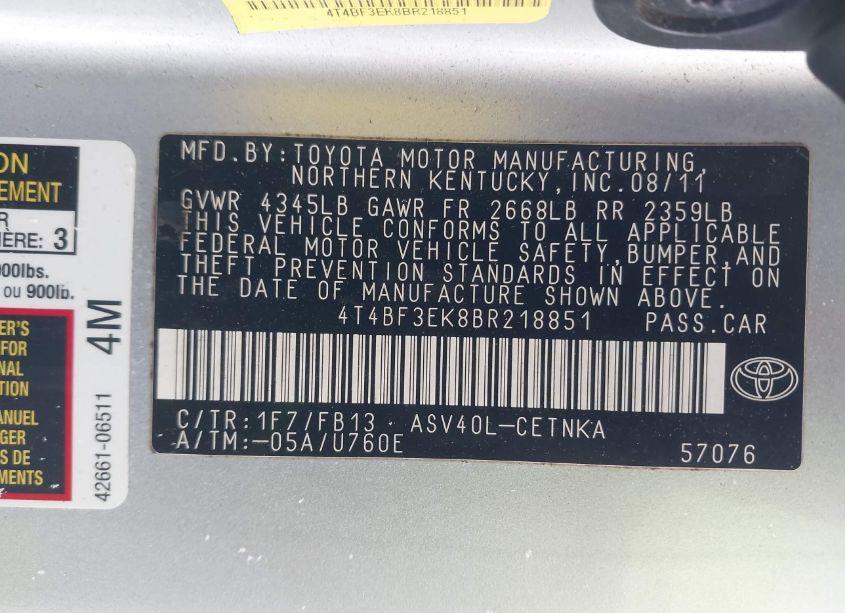 4T4BF3EK8BR218851
MFD.BY:TOYOTA MOTOR MANUFACTURING,
NORTHERN KENTUCKY,INC.08/11
GVWR 4345LB GAWR FR 2668LB RR 2359LB
THIS VEHICLE CONFORMS TO ALL APPLICABLE
FEDERAL MOTOR VEHICLE SAFETY,BUMPER,AND
THEFT PREVENTION STANDARDS IN EFFECT ON
THE DATE OF MANUFACTURE SHOWN ABOVE.
4T4BF3EK8BR218851 PASS.CAR
C/TR:1F7/FB13 ASV40L-CETNKA
A/TM:-05A/U760E
57076
ON
EMENT
R
HERE: 3
900lbs.
ou 900lb.
ER'S
FOR
NAL
TION
MANUEL
GER
S DE
MENTS
4M
42661-06511